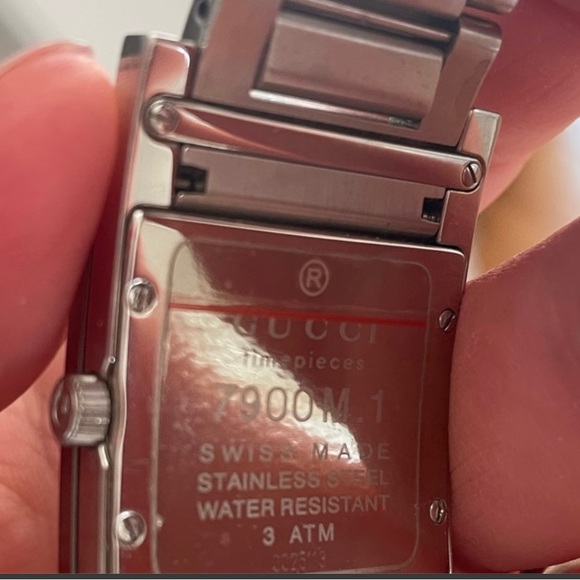 ®
GUCCI
timepieces
7900M.1
SWISS MADE
STAINLESS STEEL
WATER RESISTANT
3 ATM